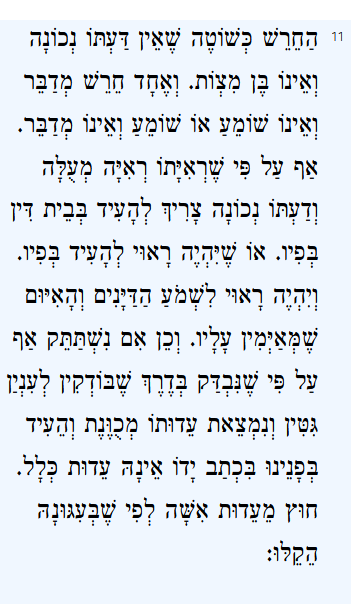 11 הַחֵרֵשׁ כְּשׁוֹטֶה שֶׁאֵין דַּעְתּוֹ נְכוֹנָה
וְאֵינוֹ בֶּן מִצְוֹת. וְאֶחָד חֵרֵשׁ מְדַבֵּר
וְאֵינוֹ שׁוֹמֵעַ אוֹ שׁוֹמֵעַ וְאֵינוֹ מְדַבֵּר.
אַף עַל פִּי שֶׁרְאִיָּתוֹ רְאִיָּה מְעֻלָּה
וְדַעְתּוֹ נְכוֹנָה צָרִיךְ לְהָעִיד בְּבֵית דִּין
בְּפִיו. אוֹ שֶׁיִּהְיֶה רָאוּי לְהָעִיד בְּפִיו.
וְיִהְיֶה רָאוּי לִשְׁמֹעַ הַדַּיָּנִים וְהָאִיּוּם
שֶׁמְּאַיְּמִין עָלָיו. וְכֵן אִם נִשְׁתַּתֵּק אַף
עַל פִּי שֶׁנִּבְדַּק בְּדֶרֶךְ שֶׁבּוֹדְקִין לְעִנְיַן
גִּטִּין וְנִמְצֵאת עֵדוּתוֹ מְכֻוֶּנֶת וְהֵעִיד
בְּפָנֵינוּ בִּכְתַב יָדוֹ אֵינָהּ עֵדוּת כְּלָל.
חוּץ מֵעֵדוּת אִשָּׁה לְפִי שֶׁבְּעִגּוּנָהּ
הֵקֵלּוּ: